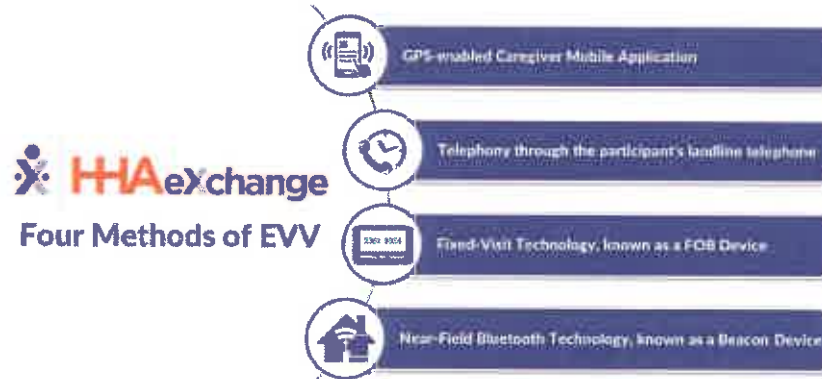 HHAeXchange
Four Methods of EVV
GPS-enabled Caregiver Mobile Application
Telephony through the participant's landline telephone
Fixed-Visit Technology, known as a FOB Device
Near-Field Bluetooth Technology, known as a Beacon Device